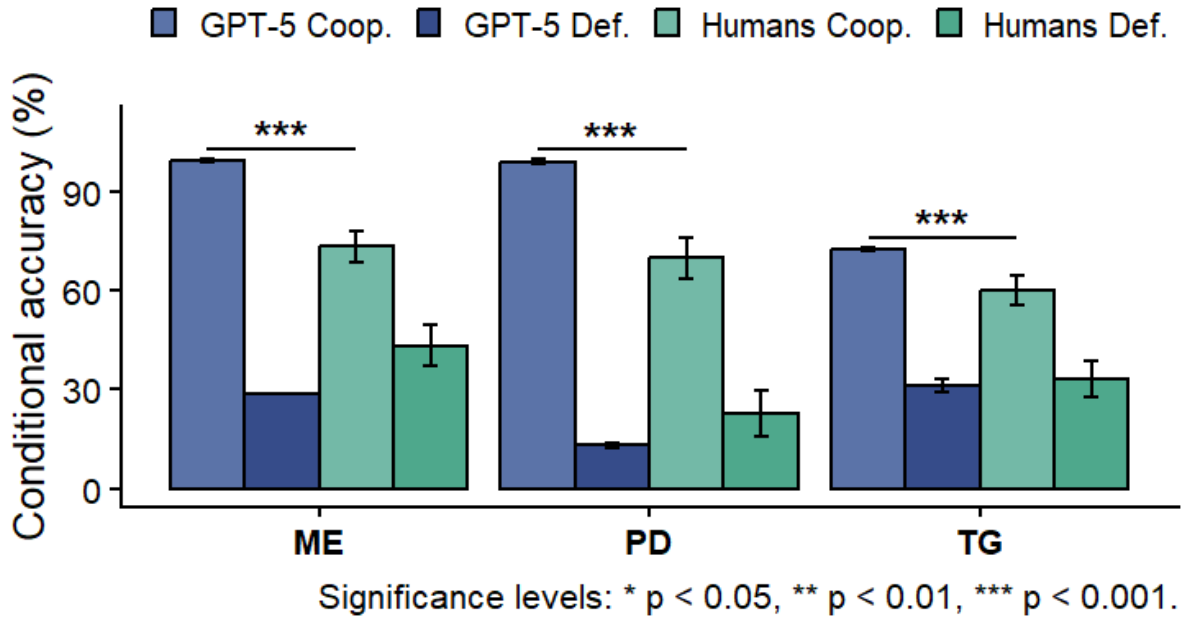 GPT-5 Coop. GPT-5 Def. Humans Coop. Humans Def.
Conditional accuracy (%)
90
60
30
0
***
***
***
ME PD TG
Significance levels: * p < 0.05, ** p < 0.01, *** p < 0.001.